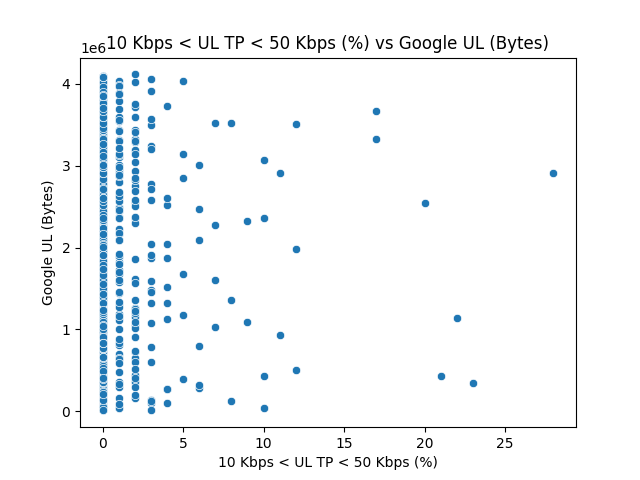 1e6
10 Kbps < UL TP < 50 Kbps (%) vs Google UL (Bytes)
4
3
2
1
0
Google UL (Bytes)
0 5 10 15 20 25
10 Kbps < UL TP < 50 Kbps (%)